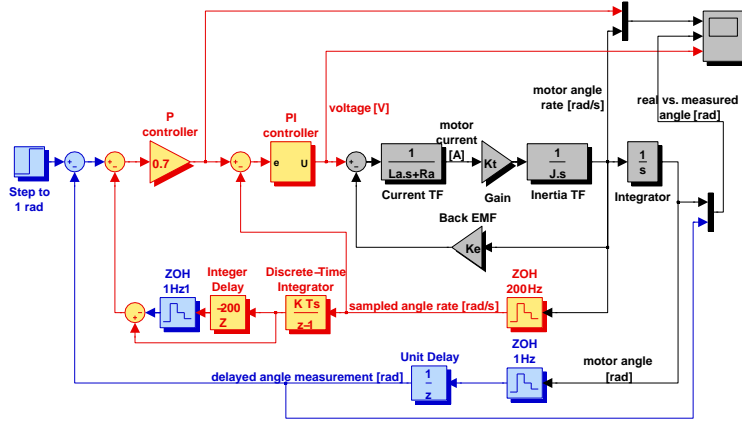 motor angle
rate [rad/s]
P
controller
PI
controller
voltage [V]
motor
current
[A]
real vs. measured
angle [rad]
Step to
1 rad
0.7
e U
1
La.s+Ra
Current TF
Kt
Gain
1
J.s
Inertia TF
1
s
Integrator
Back EMF
Ke
ZOH
1Hz1
Integer
Delay
-200
Z
Discrete-Time
Integrator
K Ts
z-1
sampled angle rate [rad/s]
ZOH
200Hz
Unit Delay
1
z
ZOH
1Hz
motor angle
[rad]
delayed angle measurement [rad]